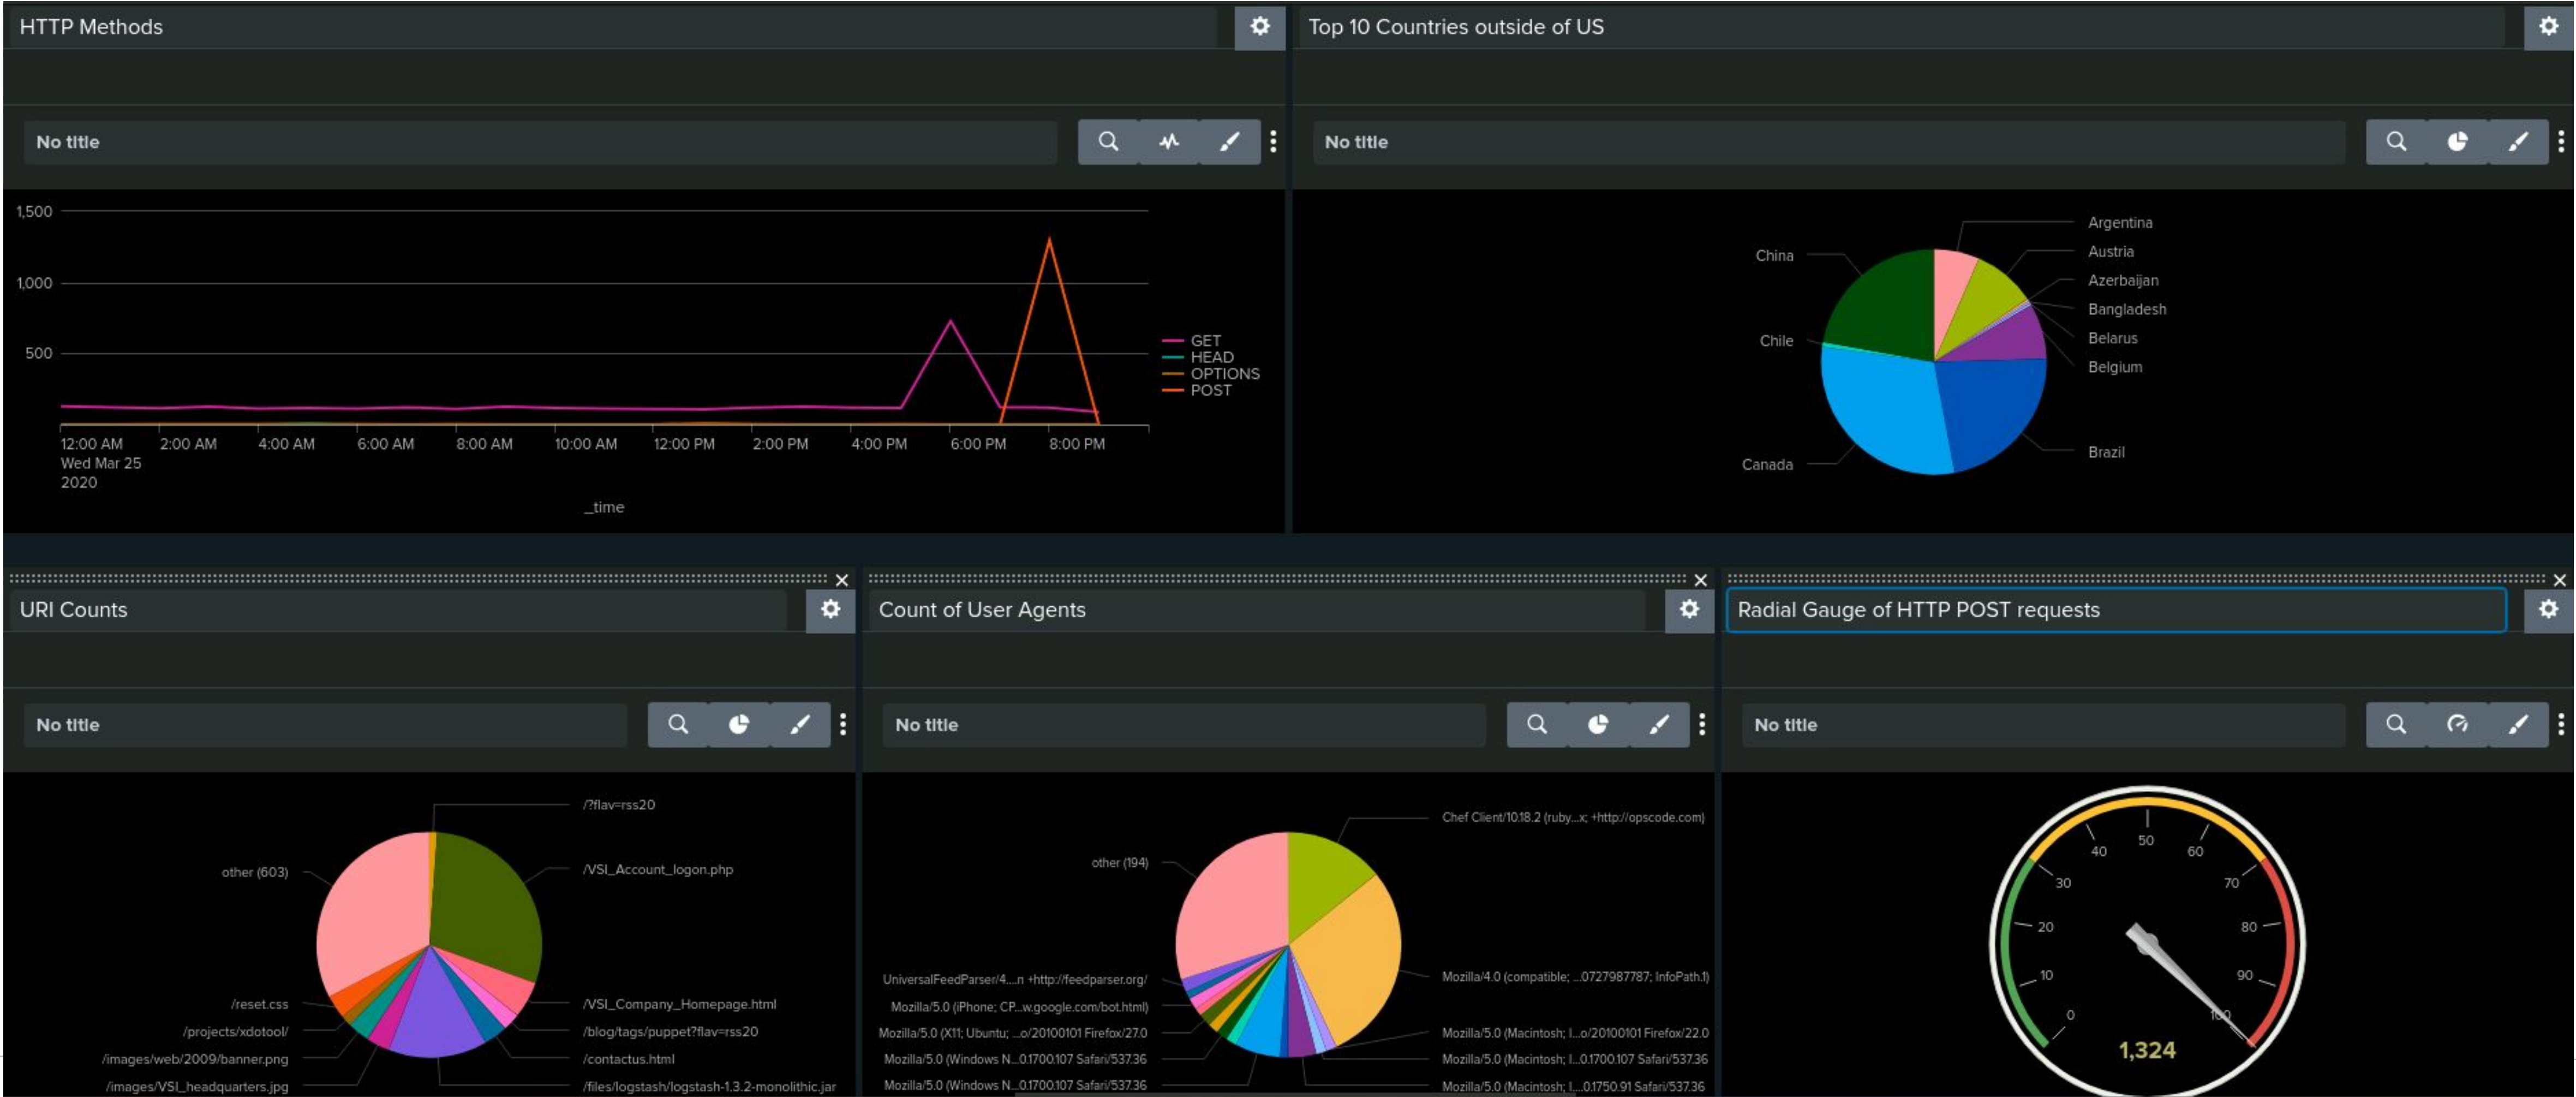 HTTP Methods
Top 10 Countries outside of US
No title
No title
1,500
1,000
500
GET
HEAD
OPTIONS
POST
12:00 AM 2:00 AM 4:00 AM 6:00 AM 8:00 AM 10:00 AM 12:00 PM 2:00 PM 4:00 PM 6:00 PM 8:00 PM
Wed Mar 25
2020
_time
Argentina
Austria
Azerbaijan
Bangladesh
Belarus
Belgium
Brazil
China
Chile
Canada
URI Counts
Count of User Agents
Radial Gauge of HTTP POST requests
No title
No title
No title
/?flav=rss20
other (603)
/VSI_Account_logon.php
/reset.css
/VSI_Company_Homepage.html
/projects/xdotool/
/blog/tags/puppet?flav=rss20
/images/web/2009/banner.png
/contactus.html
/images/VSI_headquarters.jpg
/files/logstash/logstash-1.3.2-monolithic.jar
Chef Client/10.18.2 (ruby...x; +http://opscode.com)
other (194)
UniversalFeedParser/4....n +http://feedparser.org/
Mozilla/4.0 (compatible; ...0727987787; InfoPath.1)
Mozilla/5.0 (iPhone; CP...w.google.com/bot.html)
Mozilla/5.0 (X11; Ubuntu; ...o/20100101 Firefox/27.0
Mozilla/5.0 (Macintosh; I...o/20100101 Firefox/22.0
Mozilla/5.0 (Windows N...0.1700.107 Safari/537.36
Mozilla/5.0 (Macintosh; I...0.1700.107 Safari/537.36
Mozilla/5.0 (Windows N...0.1700.107 Safari/537.36
Mozilla/5.0 (Macintosh; I....0.1750.91 Safari/537.36
0
10
20
30
40
50
60
70
80
90
100
1,324